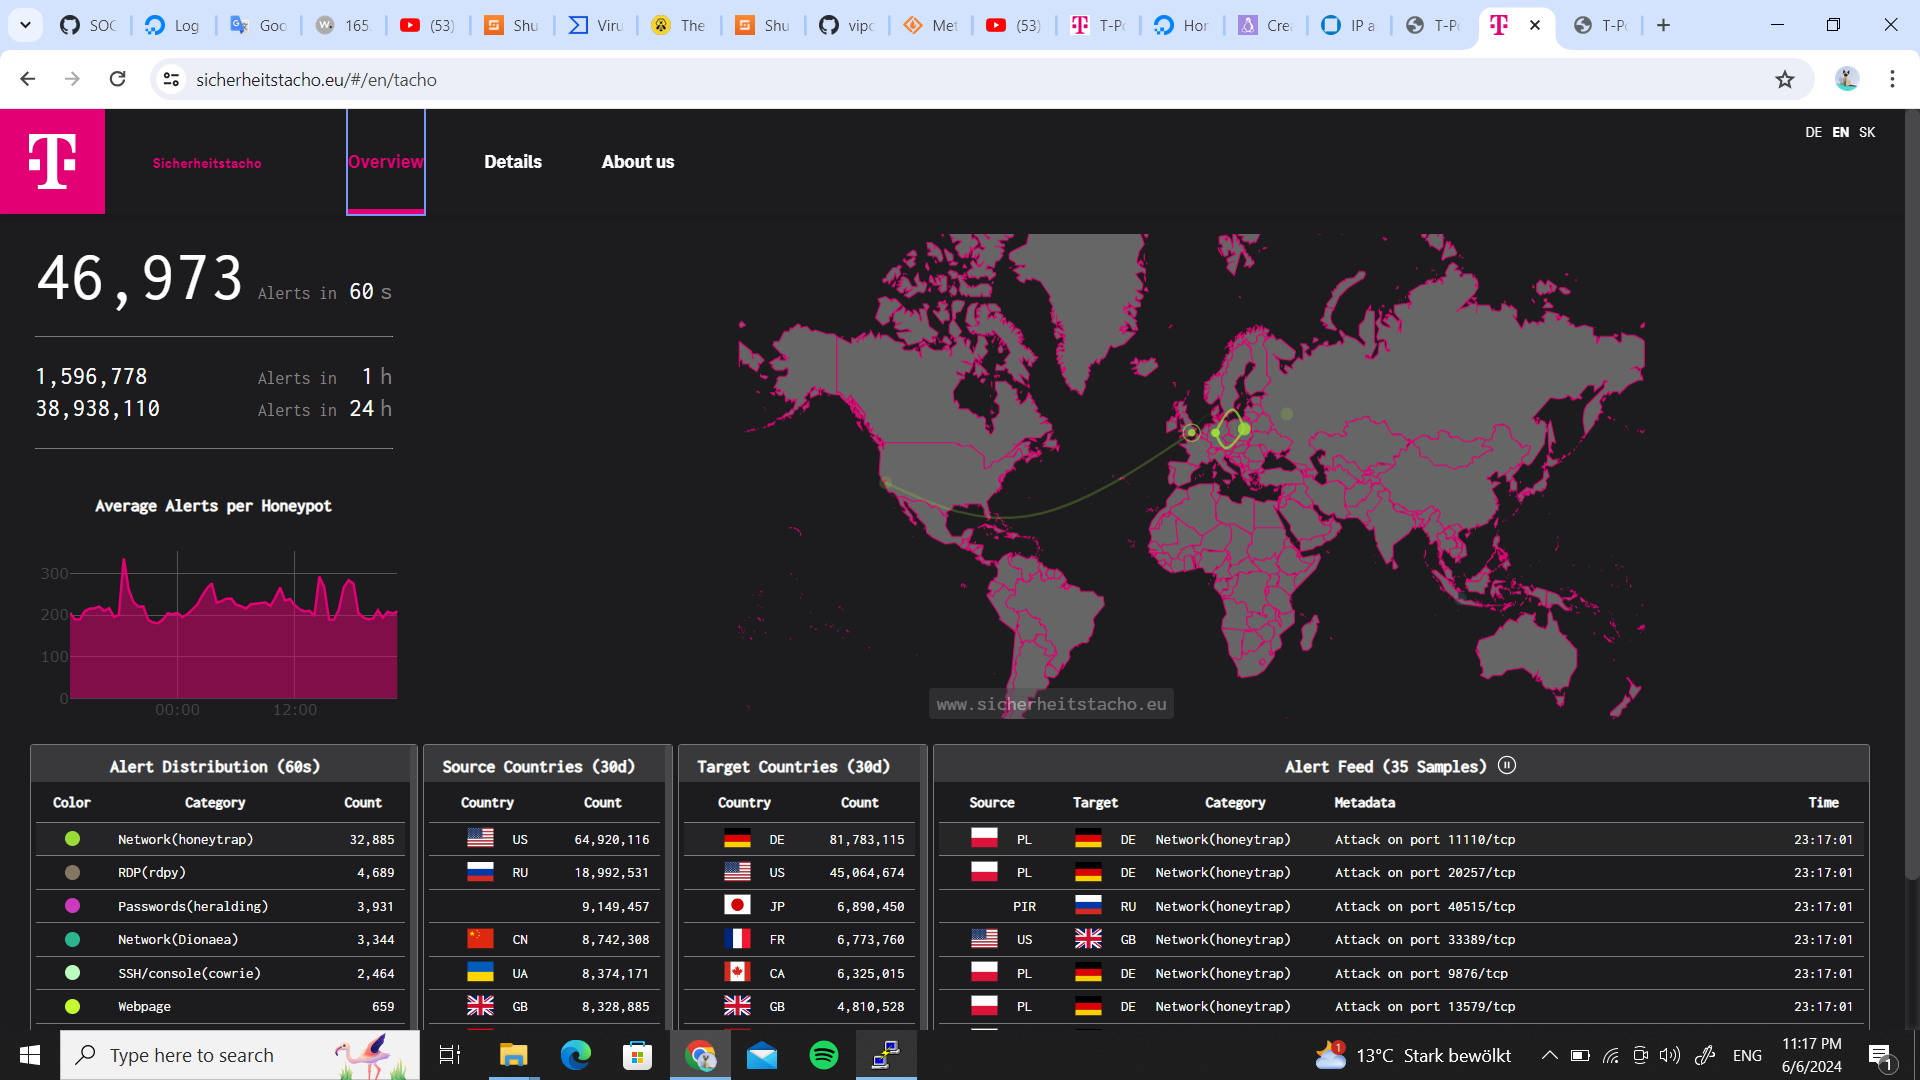 SOC
Log
Goo
165.
(53)
Shu
Viru
The
Shu
vipc
Met
(53)
T-Po
Hor
Crea
IP a
T-Po
T-Po
sicherheitstacho.eu/#/en/tacho
Sicherheitstacho
Overview
Details
About us
DE EN SK
46,973 Alerts in 60 s
1,596,778 Alerts in 1 h
38,938,110 Alerts in 24 h
Average Alerts per Honeypot
300
200
100
0
00:00 12:00
www.sicherheitstacho.eu
Alert Distribution (60s)
Color Category Count
Network(honeytrap) 32,885
RDP(rdpy) 4,689
Passwords(heralding) 3,931
Network(Dionaea) 3,344
SSH/console(cowrie) 2,464
Webpage 659
Source Countries (30d)
Country Count
US 64,920,116
RU 18,992,531
9,149,457
CN 8,742,308
UA 8,374,171
GB 8,328,885
Target Countries (30d)
Country Count
DE 81,783,115
US 45,064,674
JP 6,890,450
FR 6,773,760
CA 6,325,015
GB 4,810,528
Alert Feed (35 Samples)
Source Target Category Metadata Time
PL DE Network(honeytrap) Attack on port 11110/tcp 23:17:01
PL DE Network(honeytrap) Attack on port 20257/tcp 23:17:01
PIR RU Network(honeytrap) Attack on port 40515/tcp 23:17:01
US GB Network(honeytrap) Attack on port 33389/tcp 23:17:01
PL DE Network(honeytrap) Attack on port 9876/tcp 23:17:01
PL DE Network(honeytrap) Attack on port 13579/tcp 23:17:01
Type here to search
1
13°C Stark bewölkt
ENG
11:17 PM
6/6/2024
1